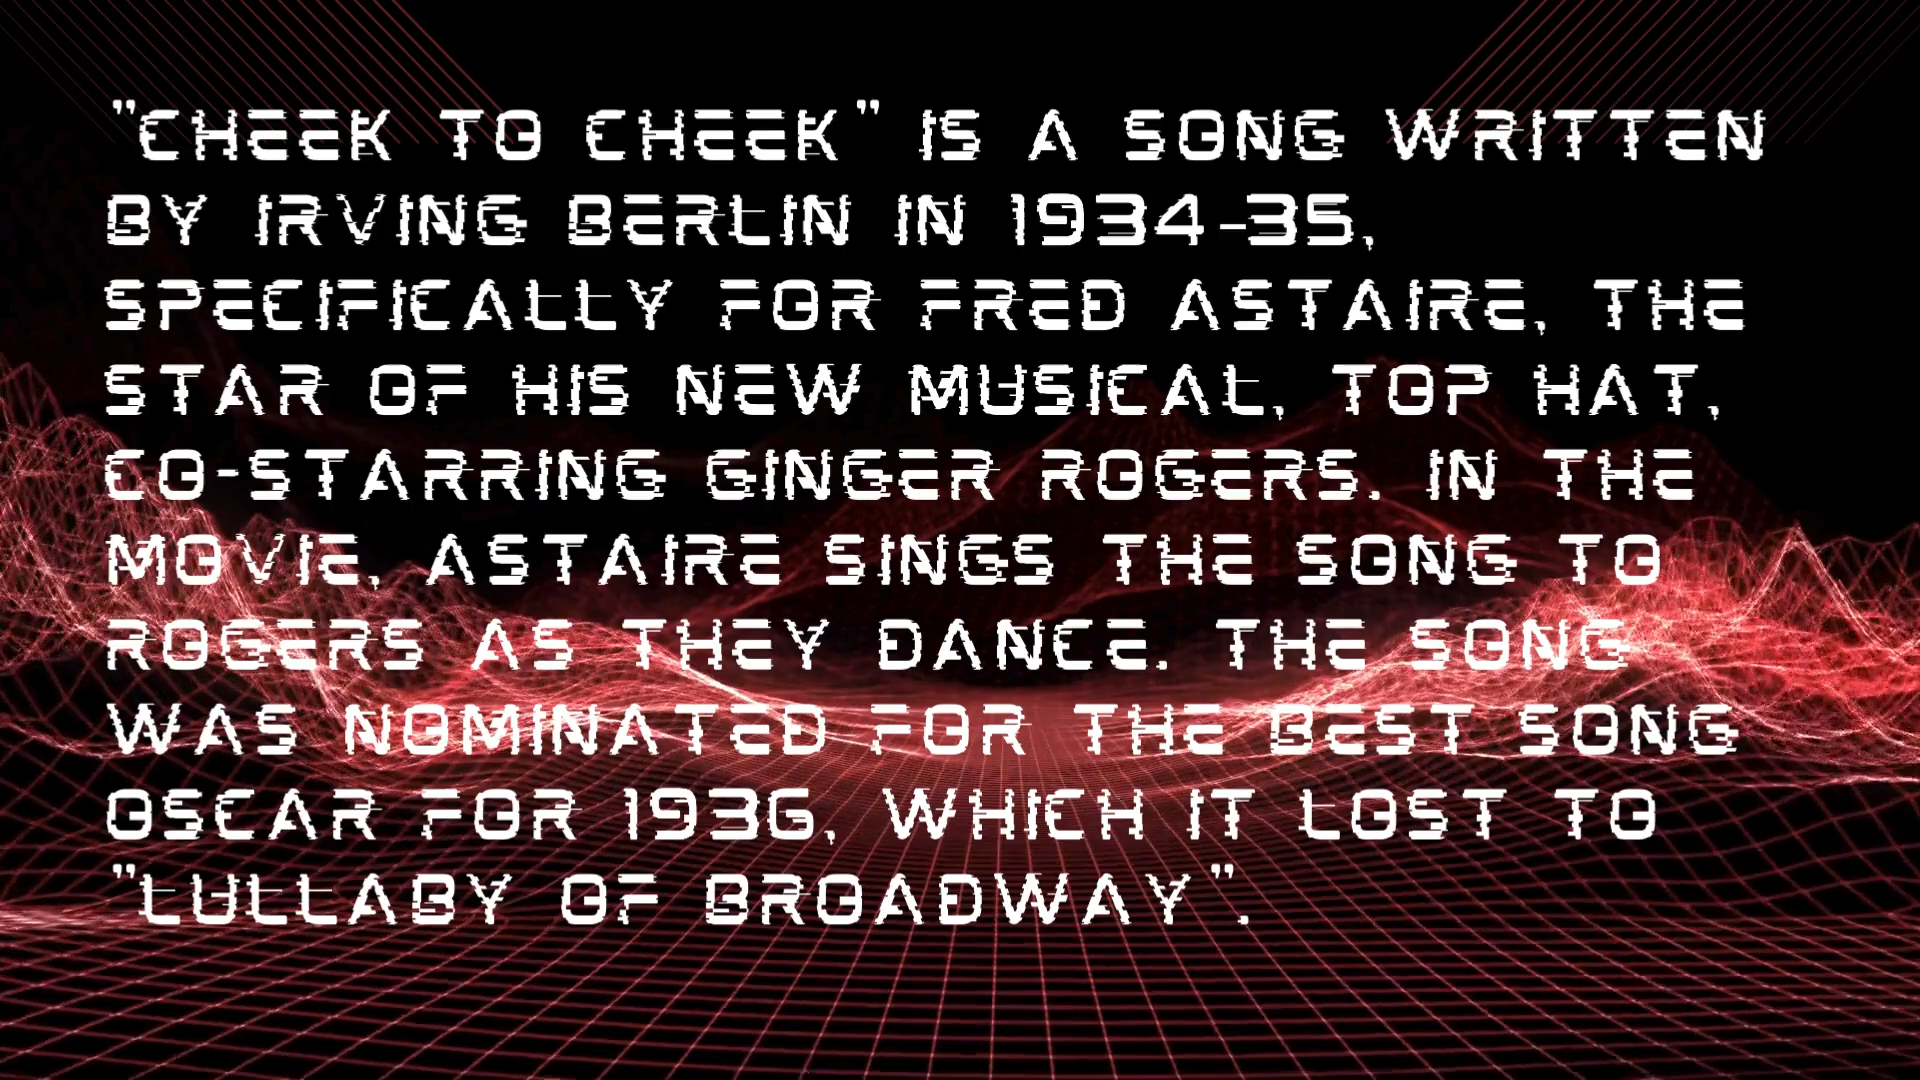 "CHEEK TO CHEEK" IS A SONG WRITTEN
BY IRVING BERLIN IN 1934-35,
SPECIFICALLY FOR FRED ASTAIRE, THE
STAR OF HIS NEW MUSICAL, TOP HAT,
CO-STARRING GINGER ROGERS. IN THE
MOVIE, ASTAIRE SINGS THE SONG TO
ROGERS AS THEY DANCE. THE SONG
WAS NOMINATED FOR THE BEST SONG
OSCAR FOR 1936, WHICH IT LOST TO
"LULLABY OF BROADWAY".